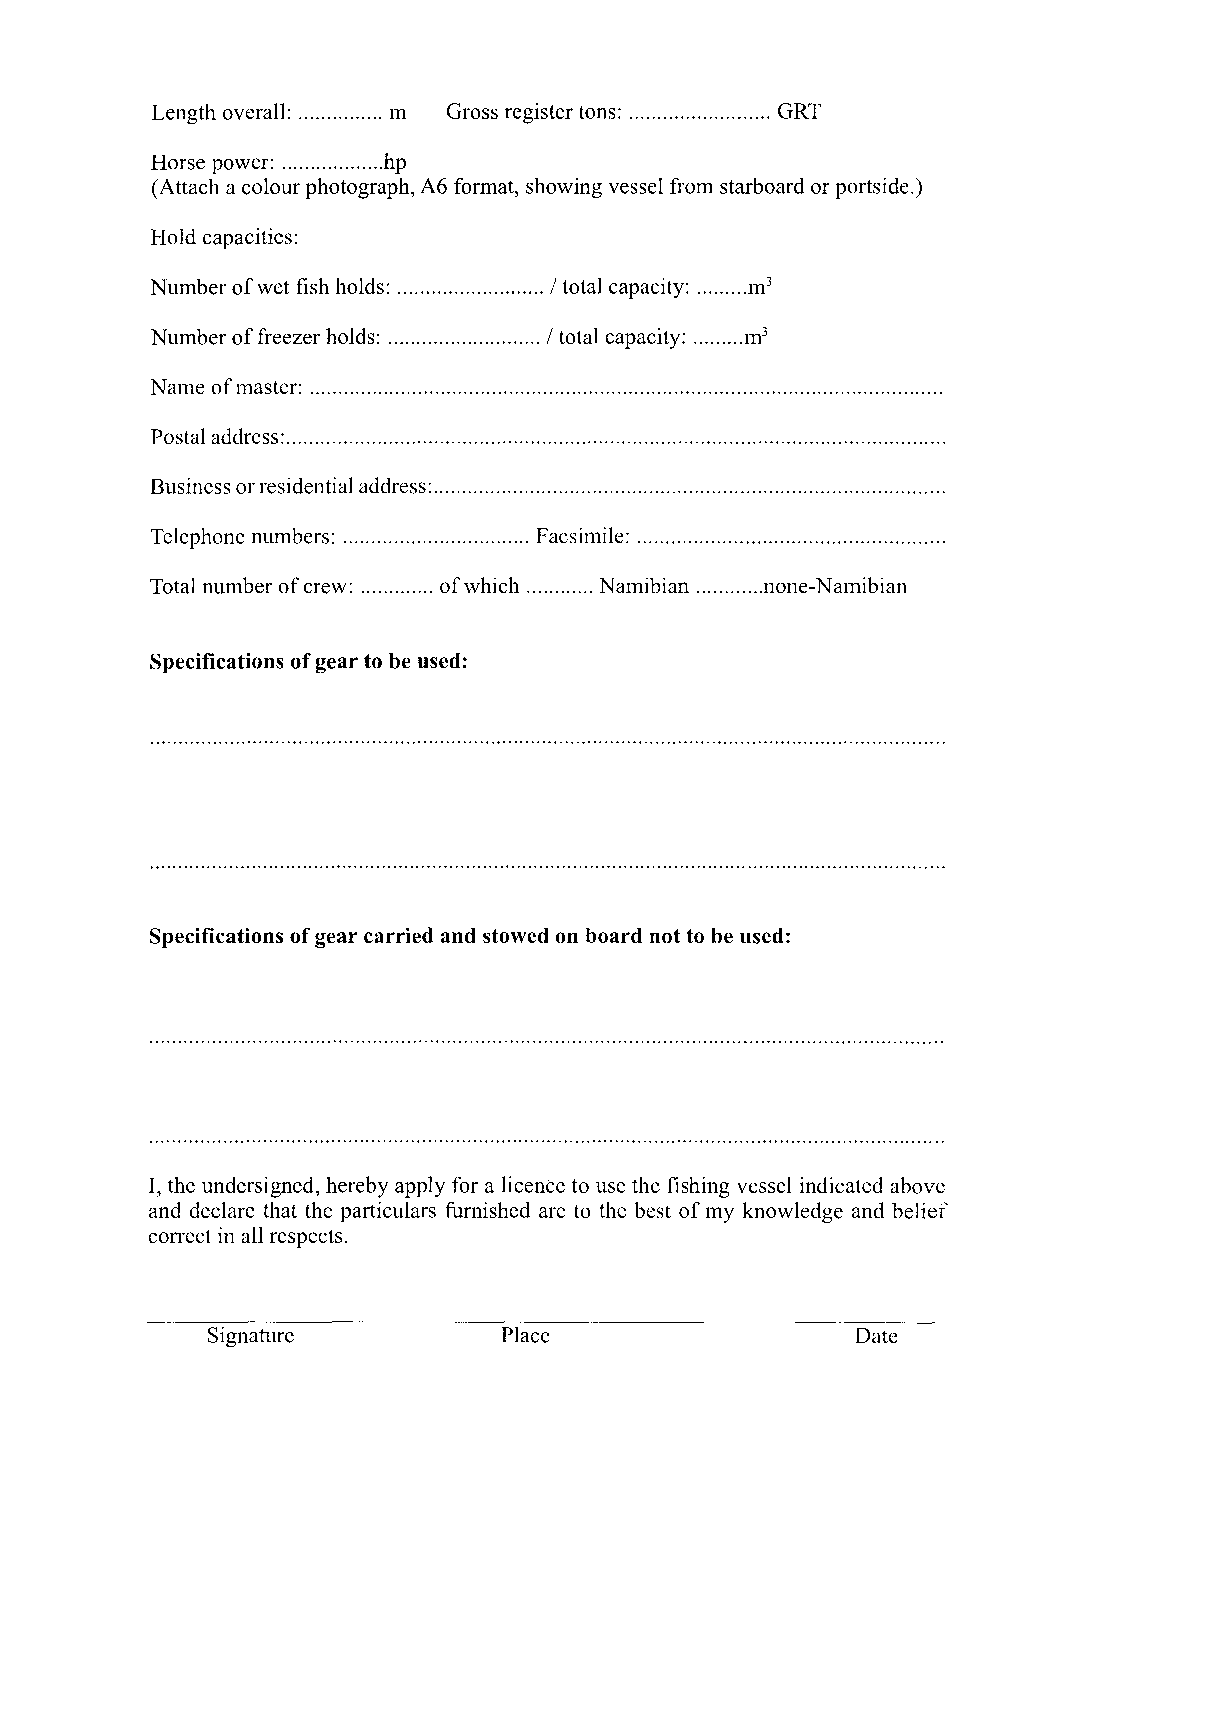 Length overall: ............... m Gross register tons: ......................... GRT
Horse power: ..................hp
(Attach a colour photograph, A6 format, showing vessel from starboard or portside.)
Hold capacities:
Number of wet fish holds: .......................... / total capacity: .........m³
Number of freezer holds: ........................... / total capacity: .........m³
Name of master: ................................................................................................................
Postal address:.....................................................................................................................
Business or residential address:...........................................................................................
Telephone numbers: ................................. Facsimile: ......................................................
Total number of crew: ............. of which ............ Namibian ............none-Namibian
Specifications of gear to be used:
.............................................................................................................................................
.............................................................................................................................................
Specifications of gear carried and stowed on board not to be used:
.............................................................................................................................................
.............................................................................................................................................
I, the undersigned, hereby apply for a licence to use the fishing vessel indicated above
and declare that the particulars furnished are to the best of my knowledge and belief
correct in all respects.
Signature Place Date